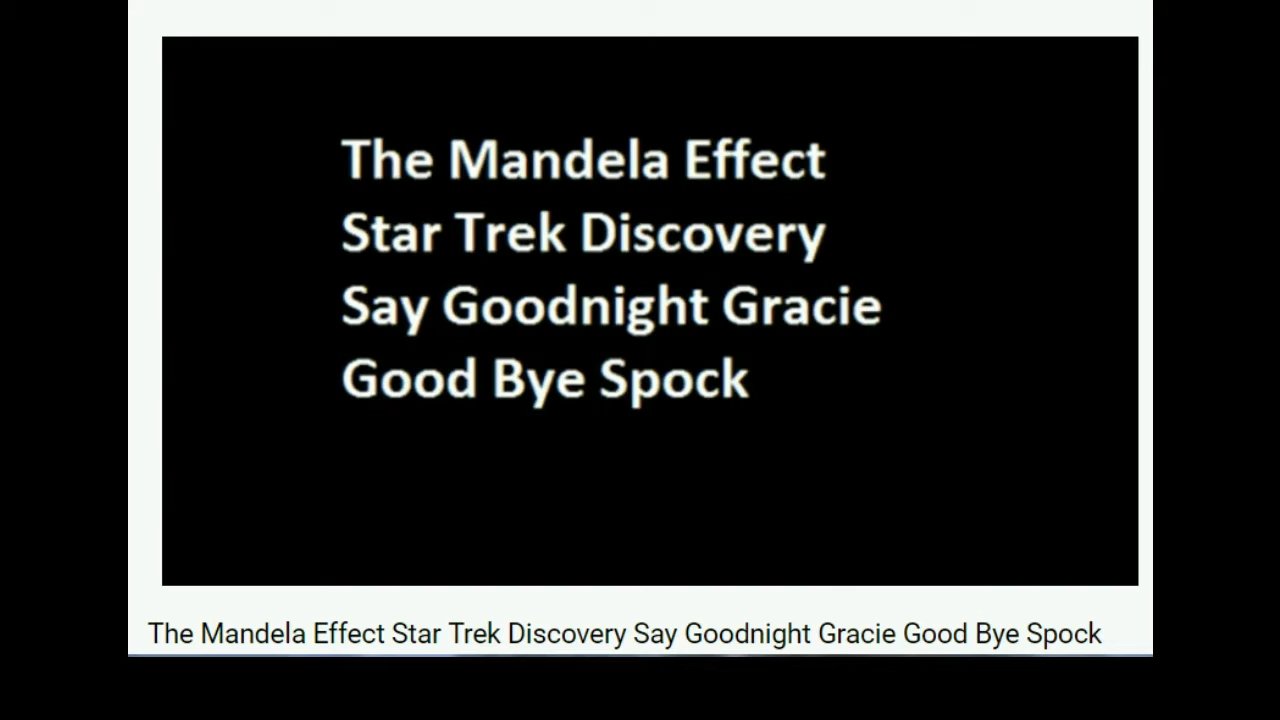 The Mandela Effect
Star Trek Discovery
Say Goodnight Gracie
Good Bye Spock
The Mandela Effect Star Trek Discovery Say Goodnight Gracie Good Bye Spock